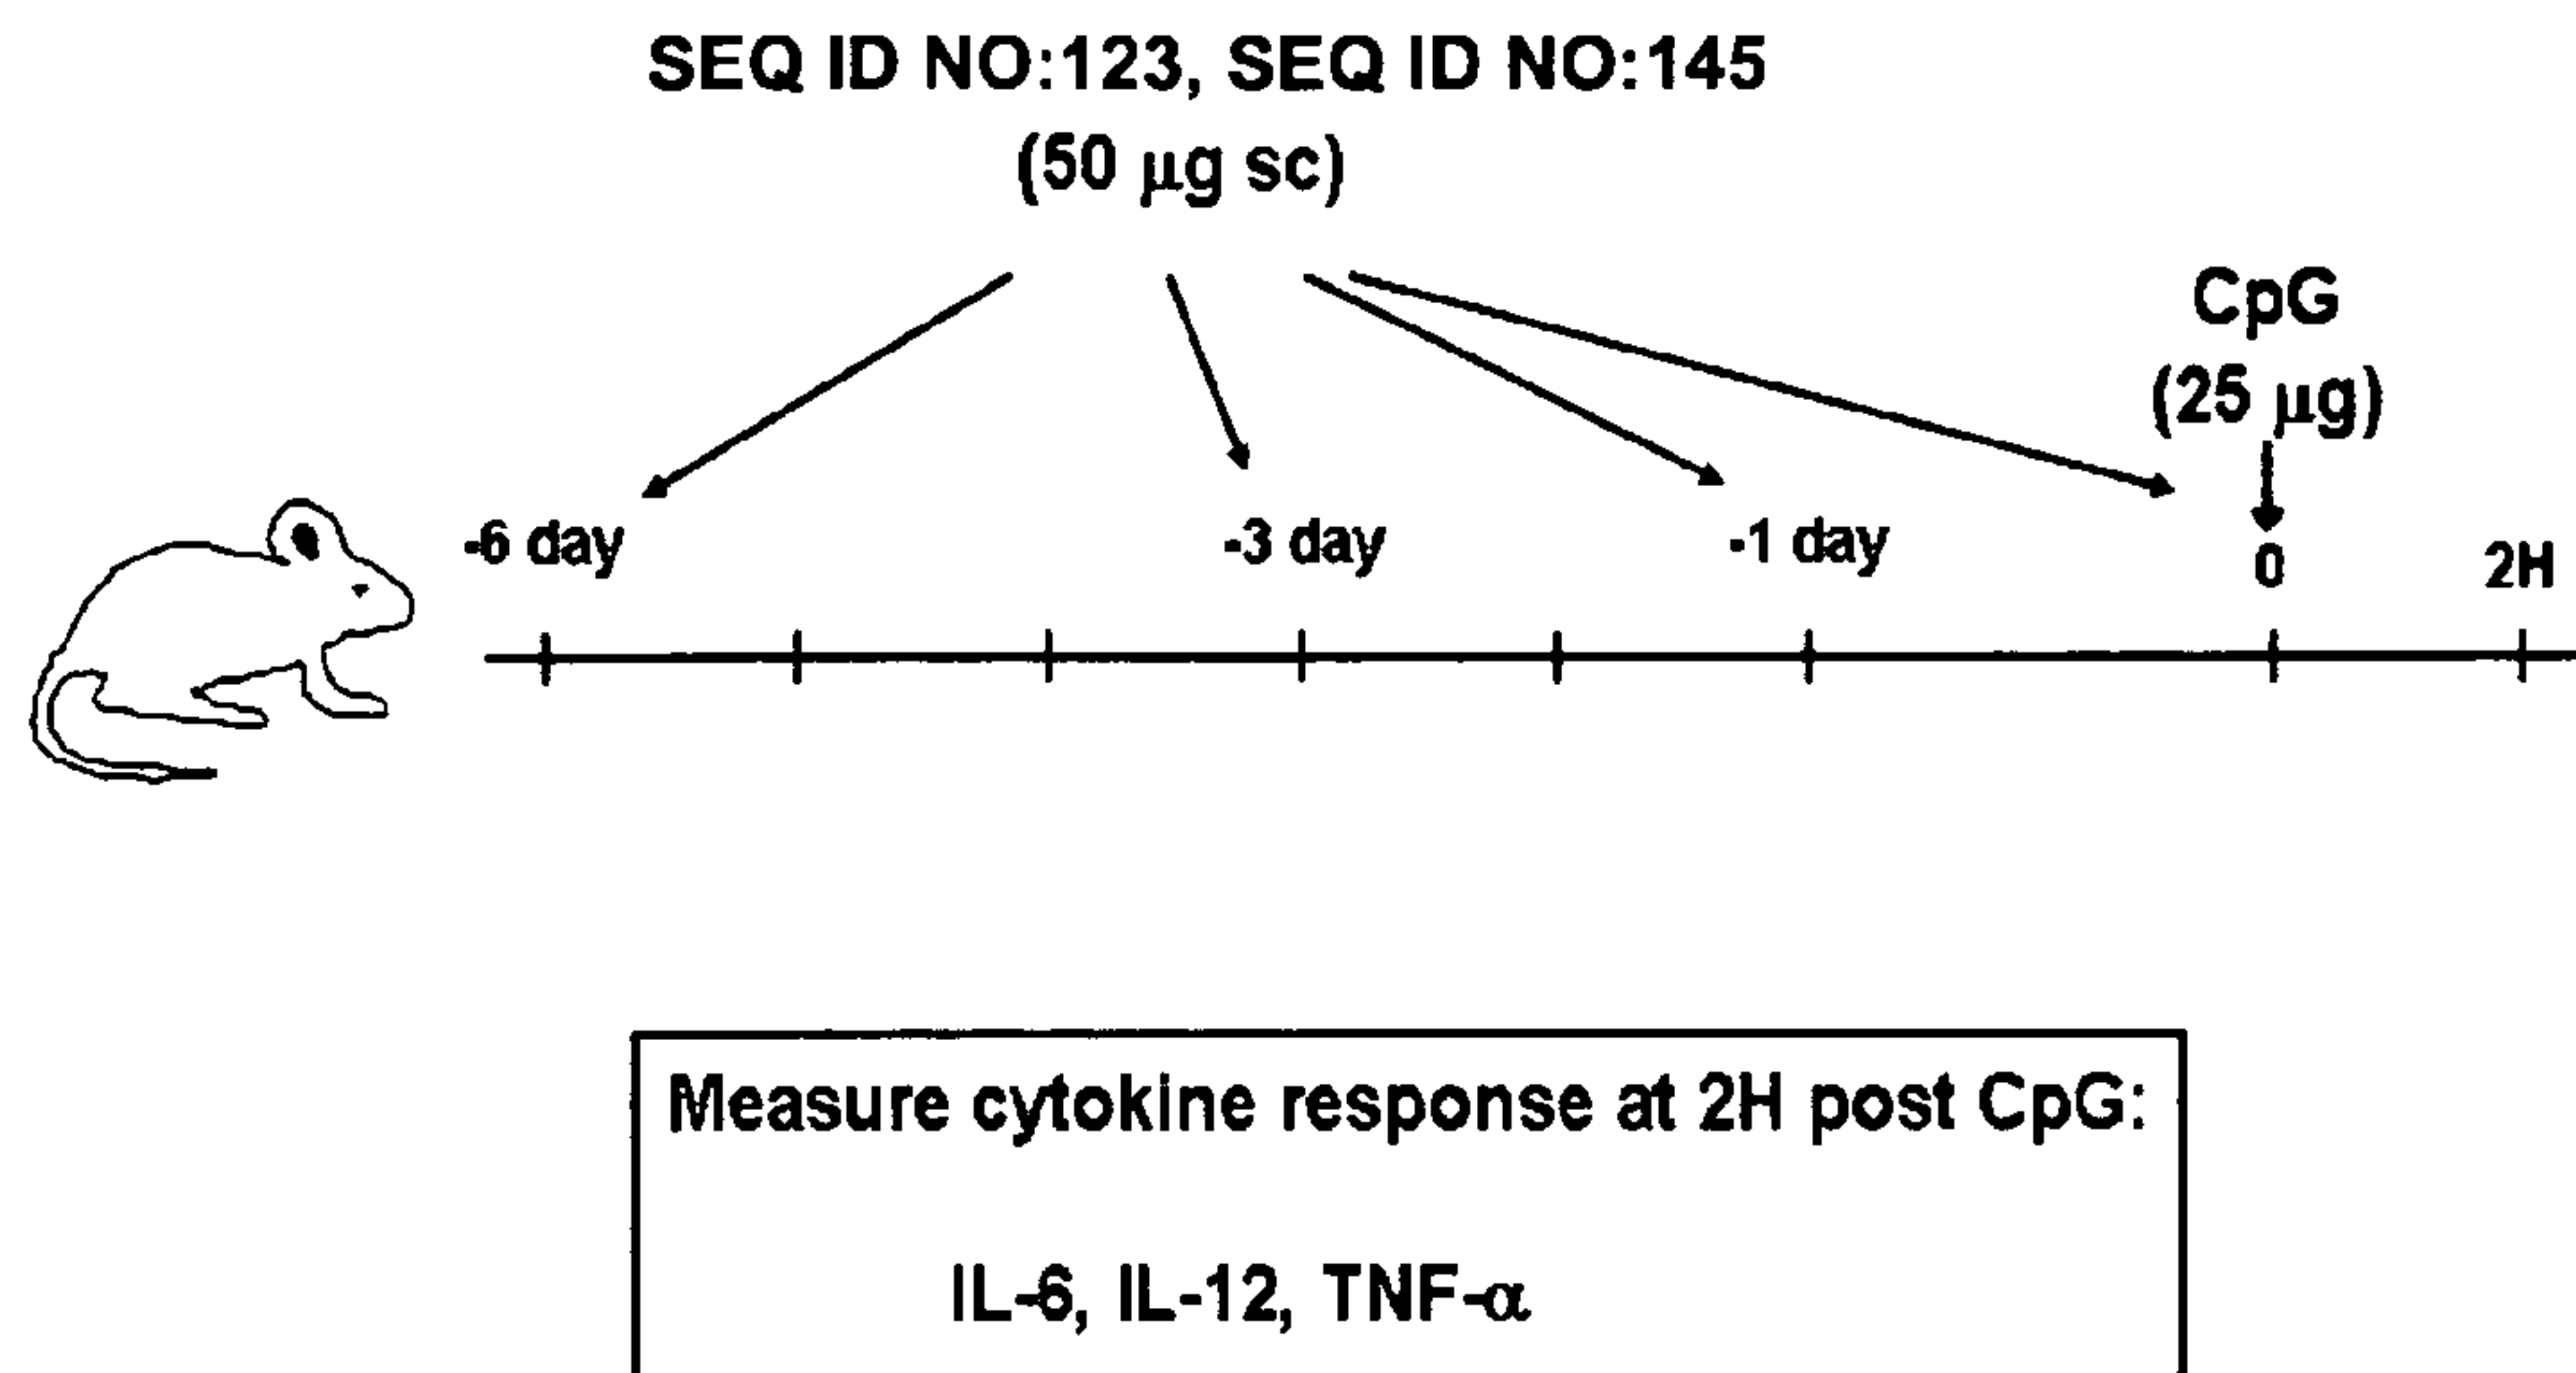 SEQ ID NO:123, SEQ ID NO:145
(50 μg sc)
CpG
(25 μg)
-6 day
-3 day
-1 day
0
2H
Measure cytokine response at 2H post CpG:
IL-6, IL-12, TNF-α